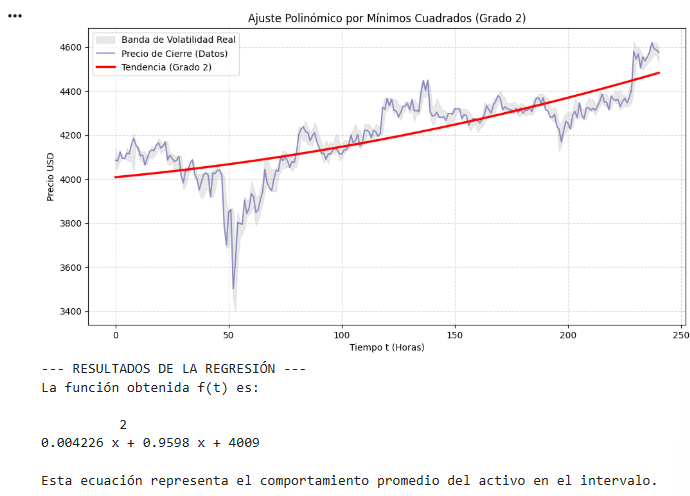 •••
Ajuste Polinómico por Mínimos Cuadrados (Grado 2)
Banda de Volatilidad Real
Precio de Cierre (Datos)
Tendencia (Grado 2)
Precio USD
4600
4400
4200
4000
3800
3600
3400
0 50 100 150 200 250
Tiempo t (Horas)
--- RESULTADOS DE LA REGRESIÓN ---
La función obtenida f(t) es:
2
0.004226 x + 0.9598 x + 4009
Esta ecuación representa el comportamiento promedio del activo en el intervalo.